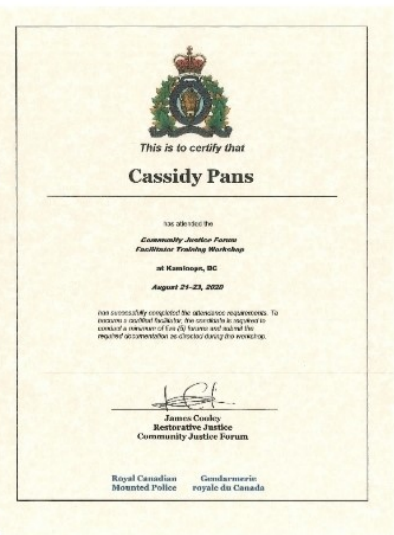 This is to certify that
Cassidy Pans
has attended the
Community Justice Forum
Facilitator Training Workshop
at Kamloops, BC
August 21-23, 2020
has successfully completed the attendance requirements. To
become a certified facilitator, the candidate is required to
conduct a minimum of five (5) forums and submit the
required documentation as directed during the workshop.
James Cooley
Restorative Justice
Community Justice Forum
Royal Canadian Gendarmerie
Mounted Police royale du Canada